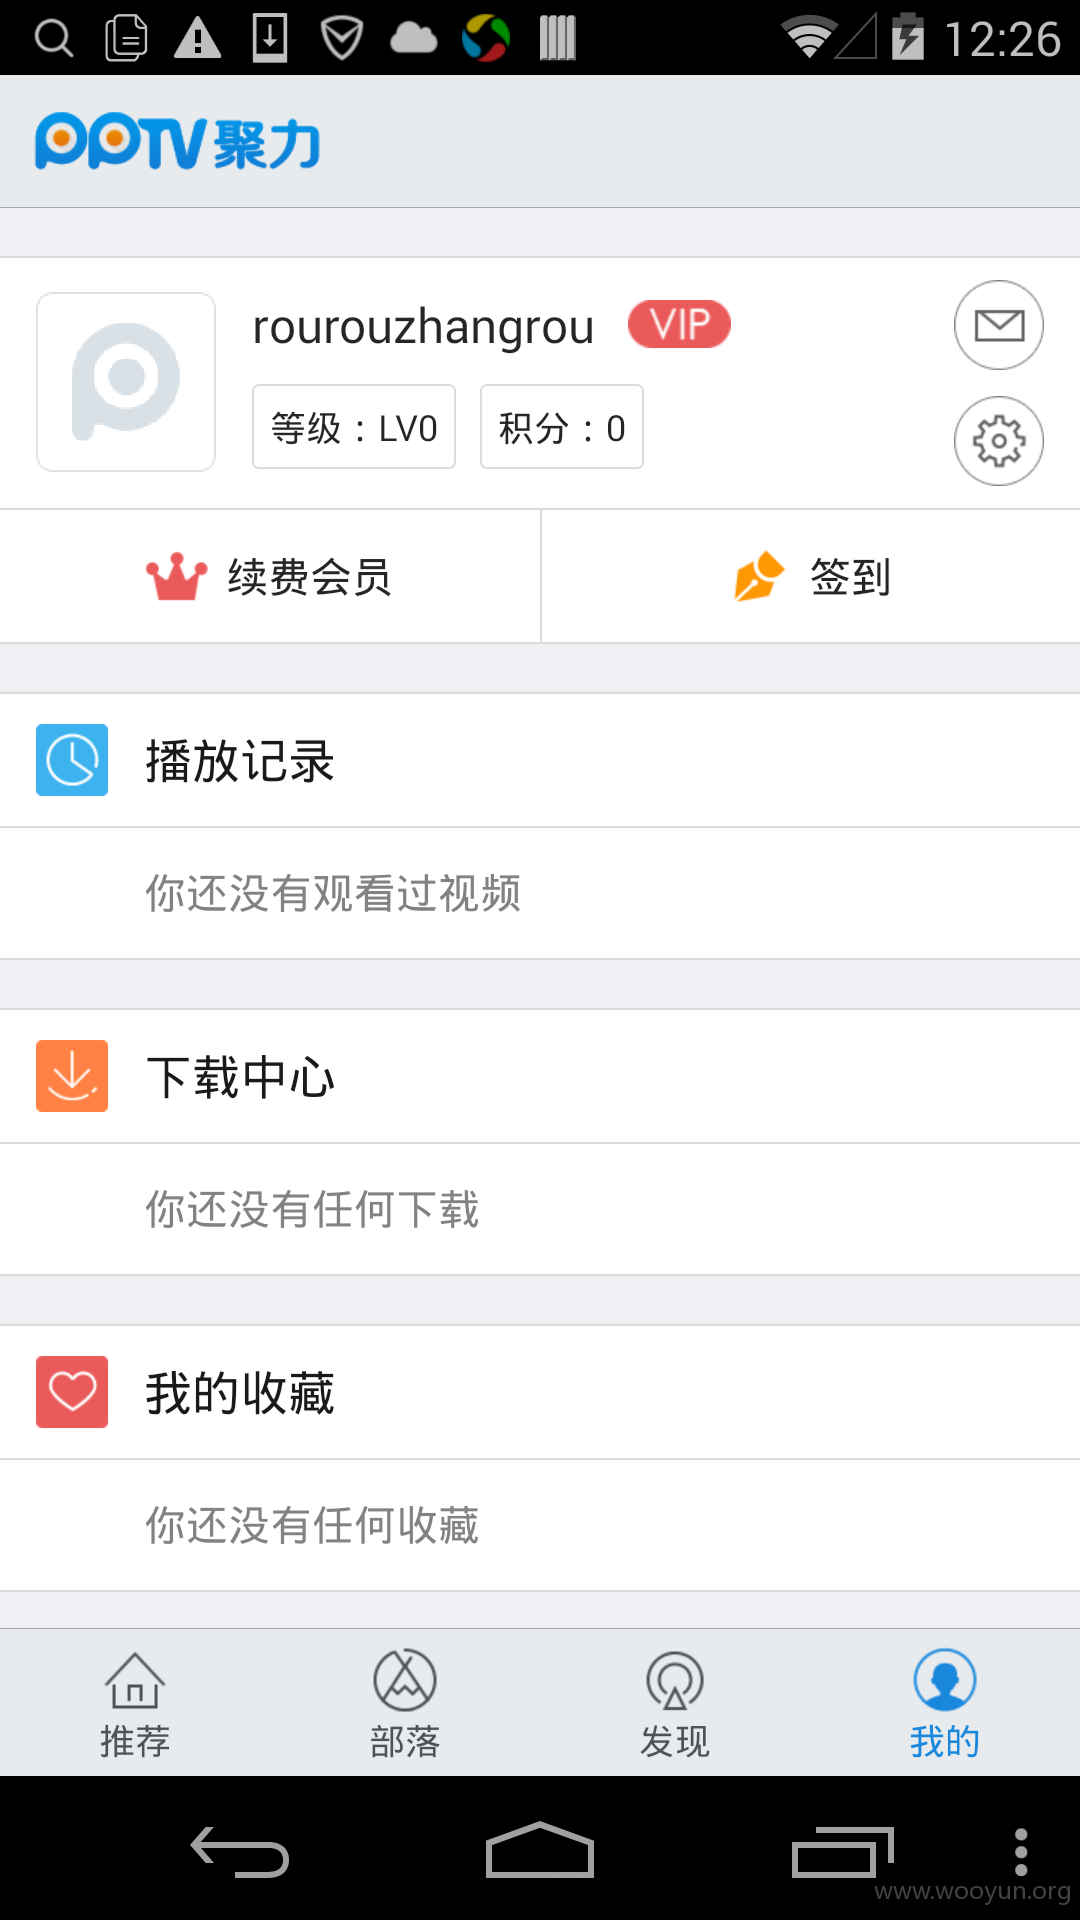 12:26
PPTV聚力
rourouzhangrou VIP
等级：LV0 积分：0
续费会员 签到
播放记录
你还没有观看过视频
下载中心
你还没有任何下载
我的收藏
你还没有任何收藏
推荐 部落 发现 我的
www.wooyun.org